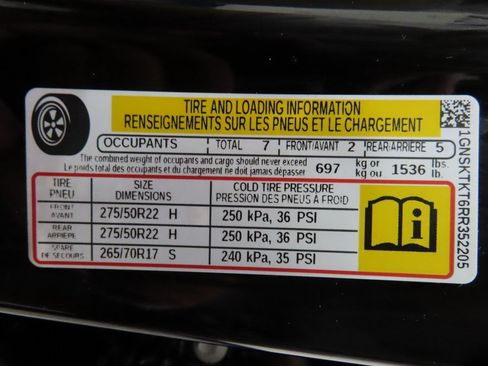 TIRE AND LOADING INFORMATION
RENSEIGNEMENTS SUR LES PNEUS ET LE CHARGEMENT
OCCUPANTS TOTAL 7 FRONT/AVANT 2 REAR/ARRIERE 5
The combined weight of occupants and cargo should never exceed
Le poids total des occupants et du chargement ne doit jamais dépasser 697 kg or kg ou 1536 lbs. lb.
TIRE PNEU SIZE DIMENSIONS COLD TIRE PRESSURE PRESSION DES PNEUS A FROID
FRONT AVANT 275/50R22 H 250 kPa, 36 PSI
REAR ARRIERE 275/50R22 H 250 kPa, 36 PSI
SPARE DE SECOURS 265/70R17 S 240 kPa, 35 PSI
1GNSKTKT6RR352205